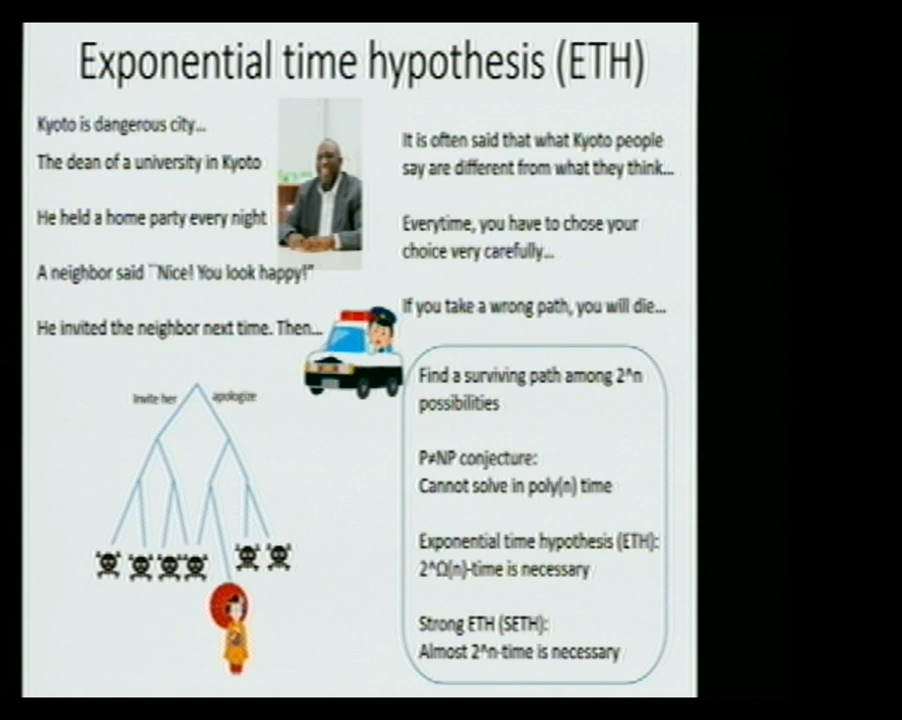 Exponential time hypothesis (ETH)
Kyoto is dangerous city...
The dean of a university in Kyoto
He held a home party every night
A neighbor said ``Nice! You look happy!"
He invited the neighbor next time. Then...
Invite her
apologize
It is often said that what Kyoto people
say are different from what they think...
Everytime, you have to chose your
choice very carefully...
If you take a wrong path, you will die...
Find a surviving path among 2^n
possibilities
P≠NP conjecture:
Cannot solve in poly(n) time
Exponential time hypothesis (ETH):
2^Ω(n)-time is necessary
Strong ETH (SETH):
Almost 2^n-time is necessary